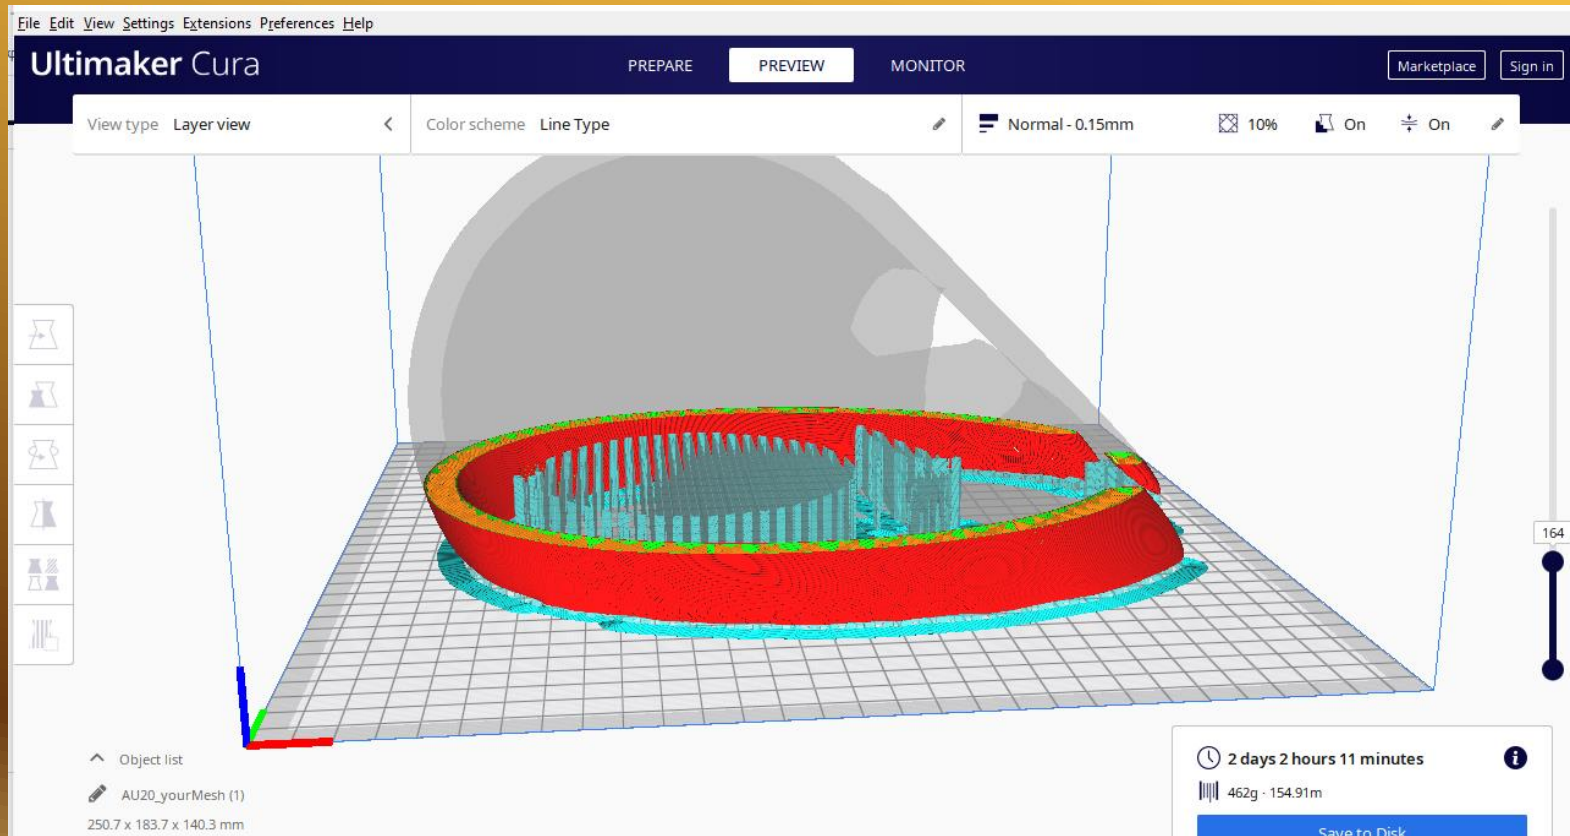 File Edit View Settings Extensions Preferences Help
Ultimaker Cura PREPARE PREVIEW MONITOR Marketplace Sign in
View type Layer view Color scheme Line Type Normal - 0.15mm 10% On On
164
Object list
AU20_yourMesh (1)
250.7 x 183.7 x 140.3 mm
2 days 2 hours 11 minutes
462g · 154.91m
Save to Disk